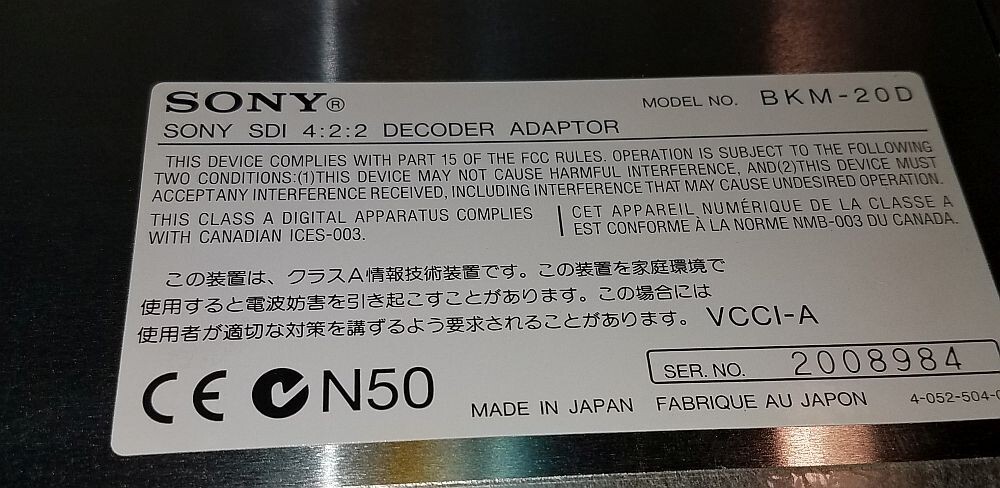 SONY® MODEL NO. BKM-20D
SONY SDI 4:2:2 DECODER ADAPTOR
THIS DEVICE COMPLIES WITH PART 15 OF THE FCC RULES. OPERATION IS SUBJECT TO THE FOLLOWING
TWO CONDITIONS:(1)THIS DEVICE MAY NOT CAUSE HARMFUL INTERFERENCE, AND(2)THIS DEVICE MUST
ACCEPT ANY INTERFERENCE RECEIVED, INCLUDING INTERFERENCE THAT MAY CAUSE UNDESIRED OPERATION.
THIS CLASS A DIGITAL APPARATUS COMPLIES
WITH CANADIAN ICES-003.
CET APPAREIL NUMÉRIQUE DE LA CLASSE A
EST CONFORME À LA NORME NMB-003 DU CANADA.
この装置は、クラスA情報技術装置です。この装置を家庭環境で
使用すると電波妨害を引き起こすことがあります。この場合には
使用者が適切な対策を講ずるよう要求されることがあります。 VCCI-A
SER. NO. 2008984
CE N50
MADE IN JAPAN FABRIQUE AU JAPON 4-052-504-